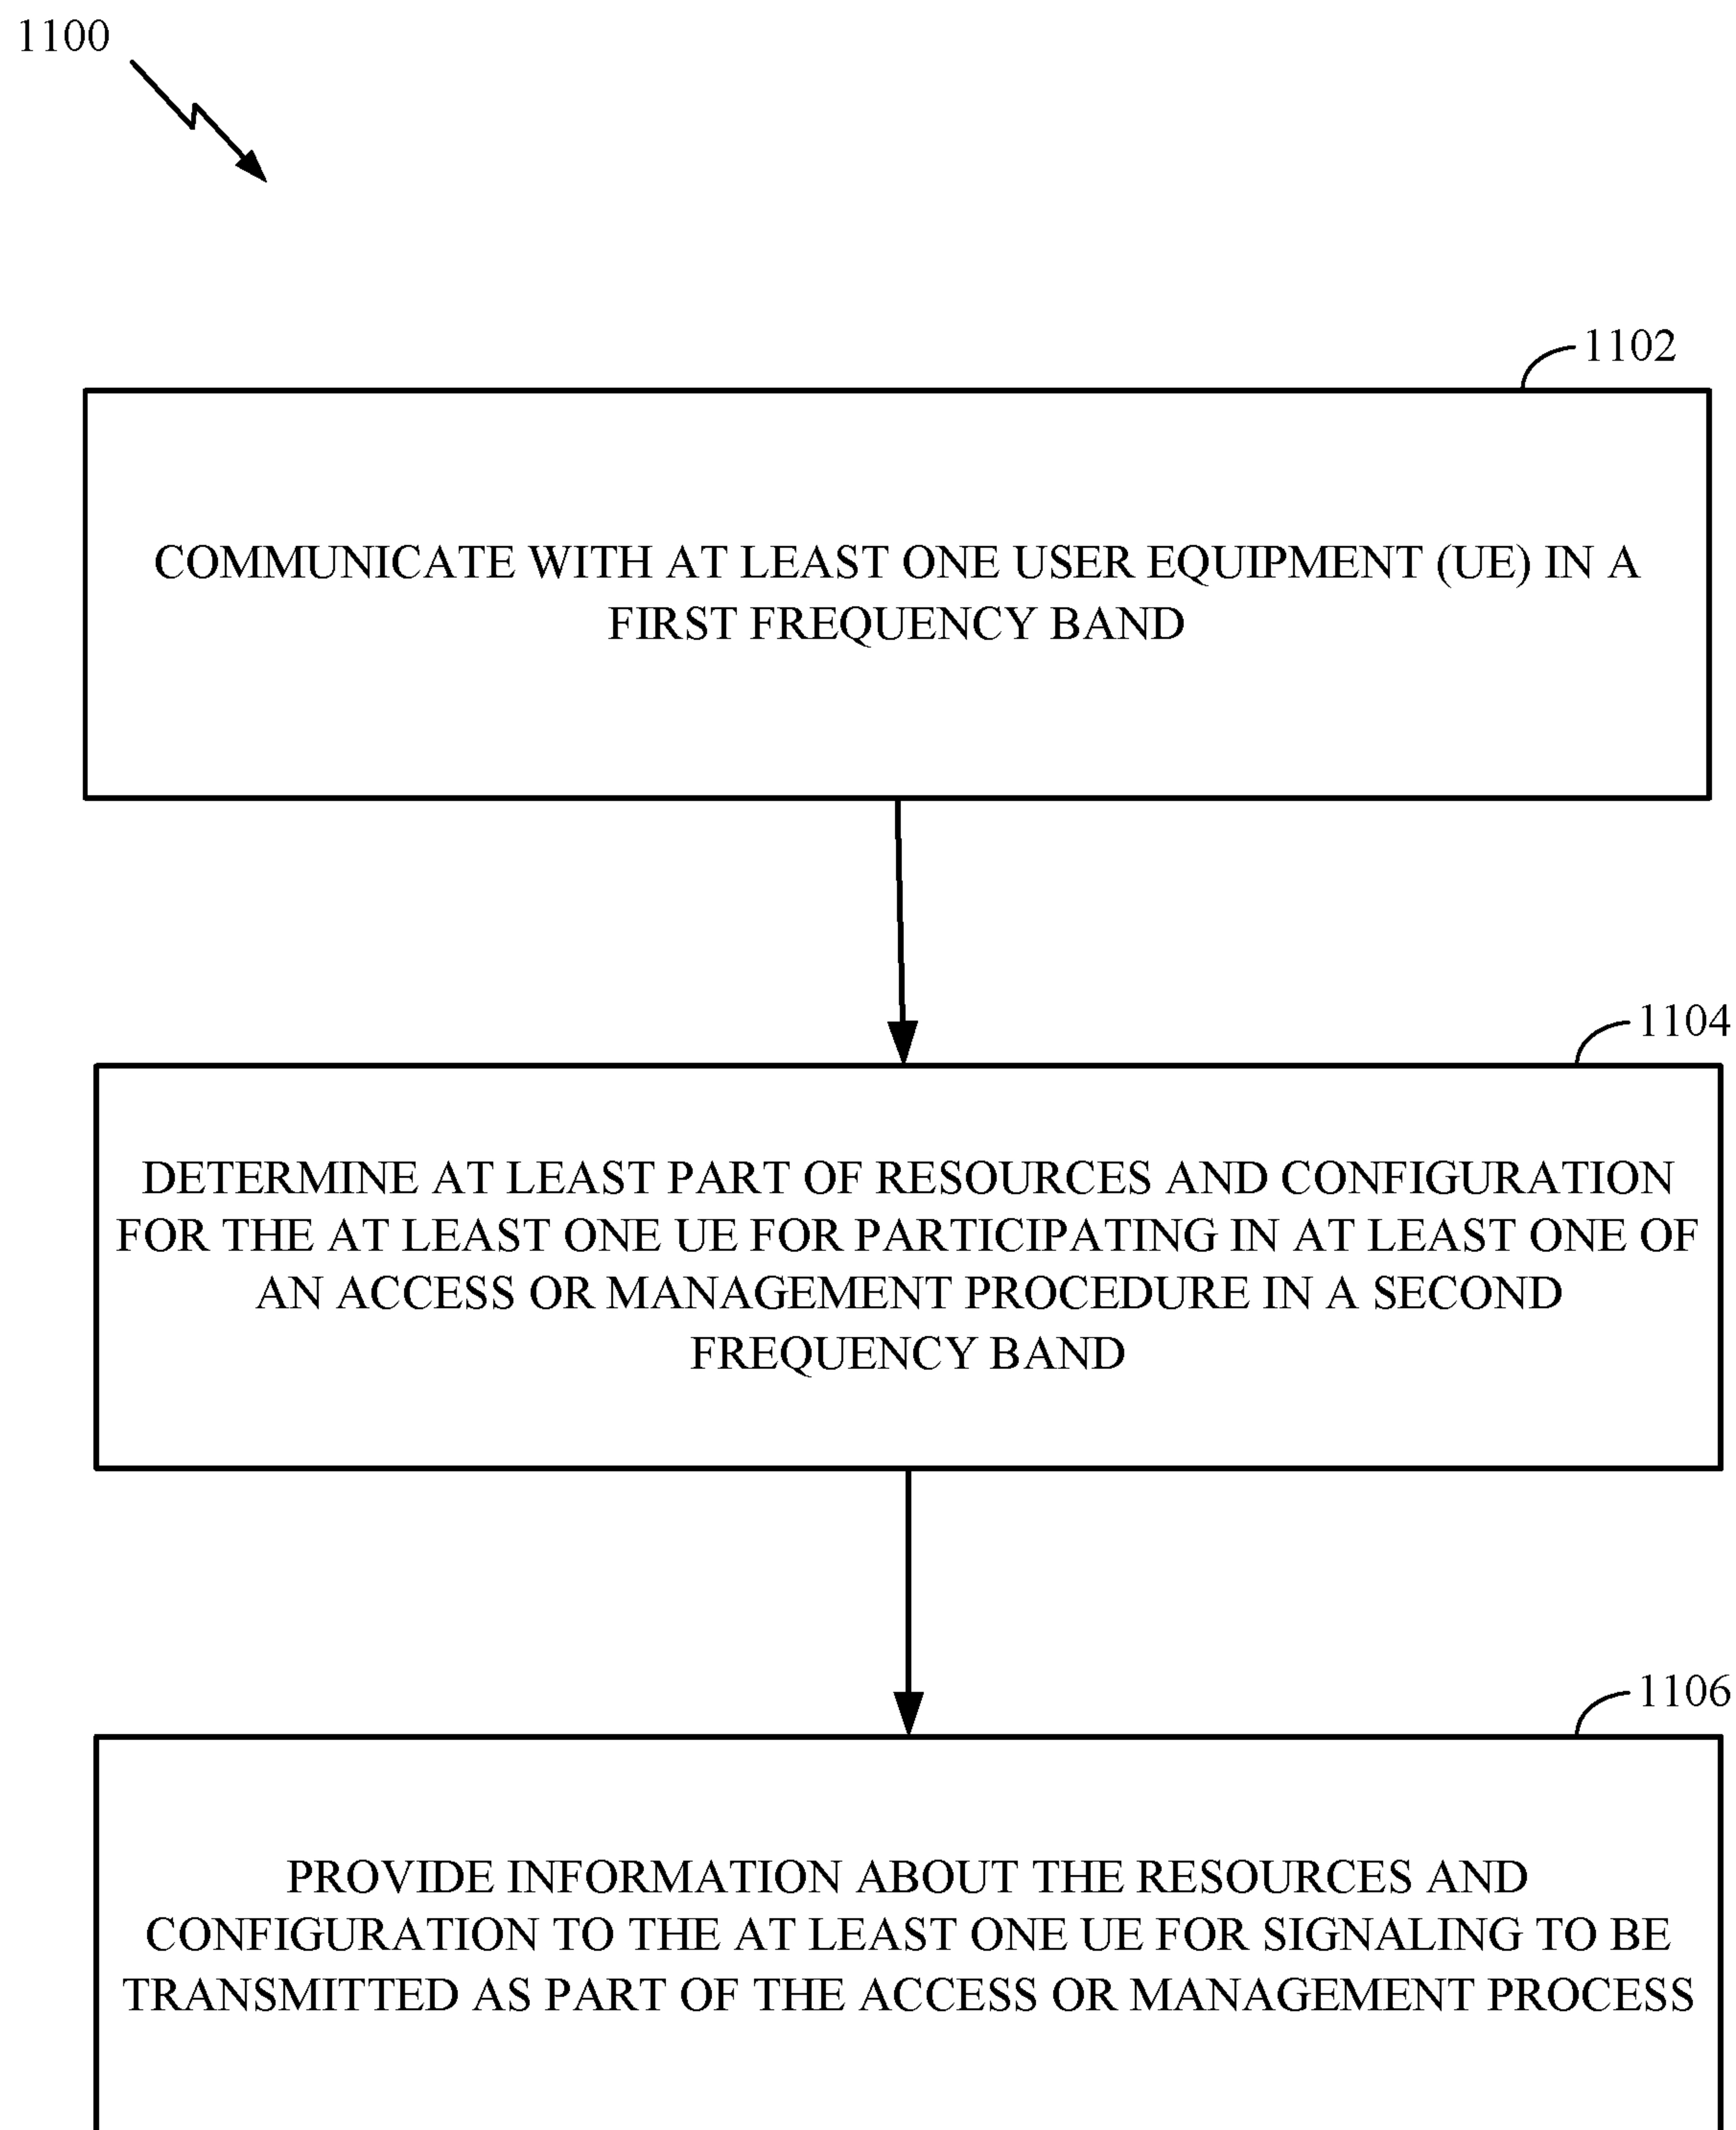 1100
1102
COMMUNICATE WITH AT LEAST ONE USER EQUIPMENT (UE) IN A
FIRST FREQUENCY BAND
1104
DETERMINE AT LEAST PART OF RESOURCES AND CONFIGURATION
FOR THE AT LEAST ONE UE FOR PARTICIPATING IN AT LEAST ONE OF
AN ACCESS OR MANAGEMENT PROCEDURE IN A SECOND
FREQUENCY BAND
1106
PROVIDE INFORMATION ABOUT THE RESOURCES AND
CONFIGURATION TO THE AT LEAST ONE UE FOR SIGNALING TO BE
TRANSMITTED AS PART OF THE ACCESS OR MANAGEMENT PROCESS